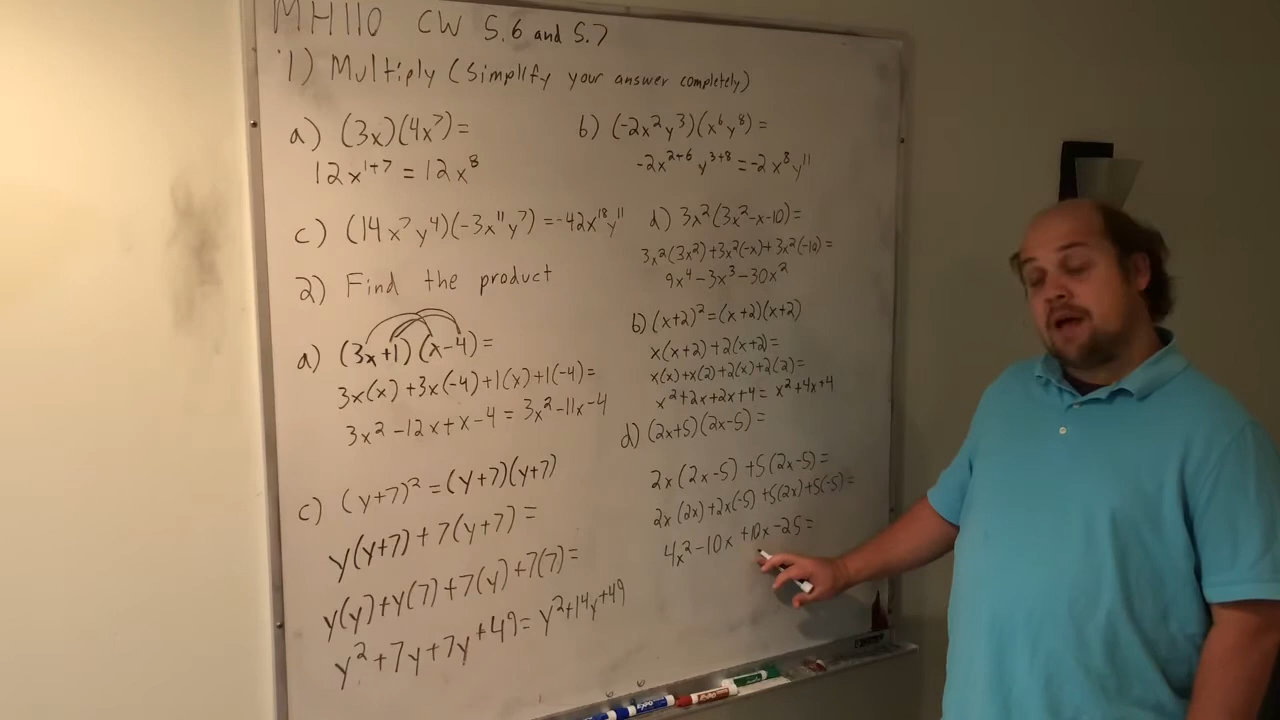 MH110 CW 5.6 and 5.7
1) Multiply (Simplify your answer completely)
a) (3x)(4x⁷)=
12x¹⁺⁷ = 12x⁸
b) (-2x²y³)(x⁶y⁸)=
-2x²⁺⁶ y³⁺⁸ = -2x⁸y¹¹
c) (14x⁷y⁴)(-3x¹¹y⁷) = -42x¹⁸y¹¹
d) 3x²(3x²-x-10)=
3x²(3x²)+3x²(-x)+3x²(-10)=
9x⁴-3x³-30x²
2) Find the product
a) (3x+1)(x-4)=
3x(x)+3x(-4)+1(x)+1(-4)=
3x²-12x+x-4 = 3x²-11x-4
b) (x+2)²=(x+2)(x+2)
x(x+2)+2(x+2)=
x(x)+x(2)+2(x)+2(2)=
x²+2x+2x+4= x²+4x+4
c) (y+7)²=(y+7)(y+7)
y(y+7)+7(y+7)=
y(y)+y(7)+7(y)+7(7)=
y²+7y+7y+49= y²+14y+49
d) (2x+5)(2x-5)=
2x(2x-5)+5(2x-5)=
2x(2x)+2x(-5)+5(2x)+5(-5)=
4x²-10x+10x-25=